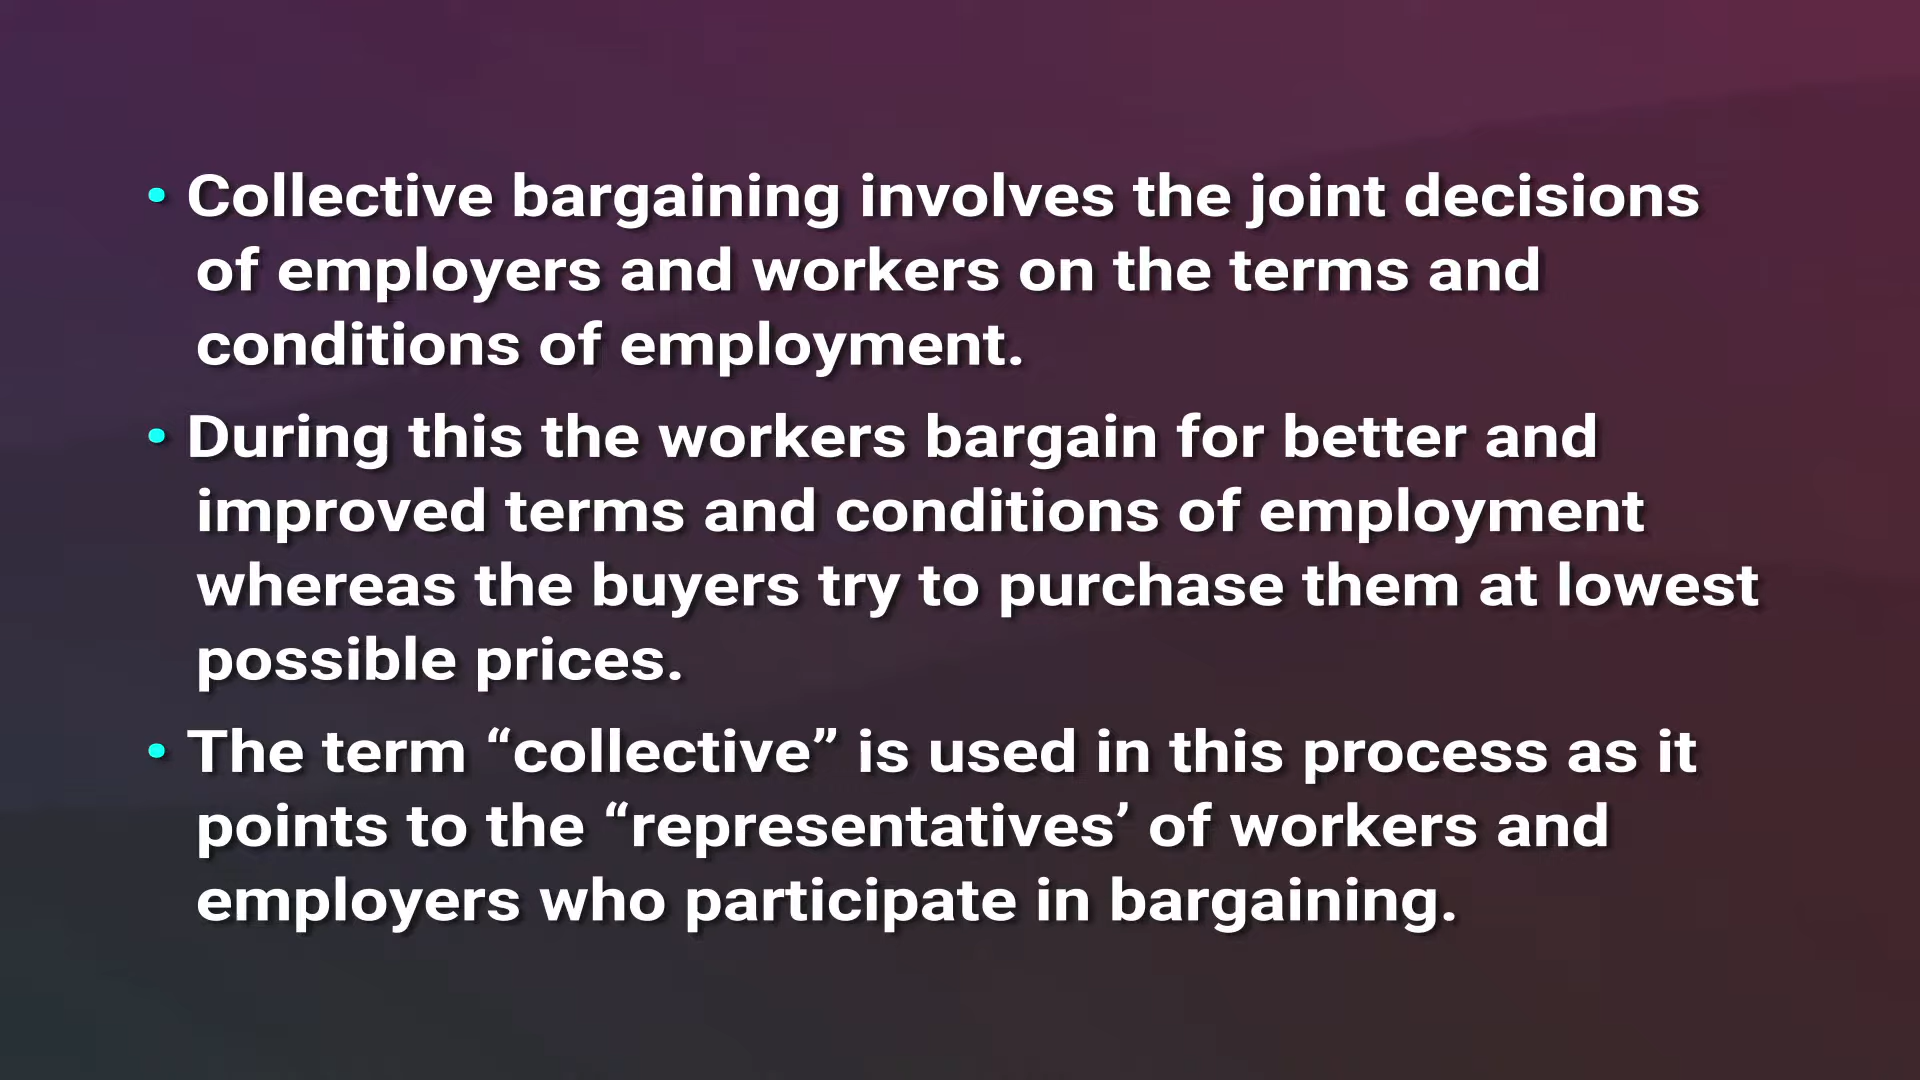 • Collective bargaining involves the joint decisions
of employers and workers on the terms and
conditions of employment.
• During this the workers bargain for better and
improved terms and conditions of employment
whereas the buyers try to purchase them at lowest
possible prices.
• The term “collective” is used in this process as it
points to the “representatives’ of workers and
employers who participate in bargaining.